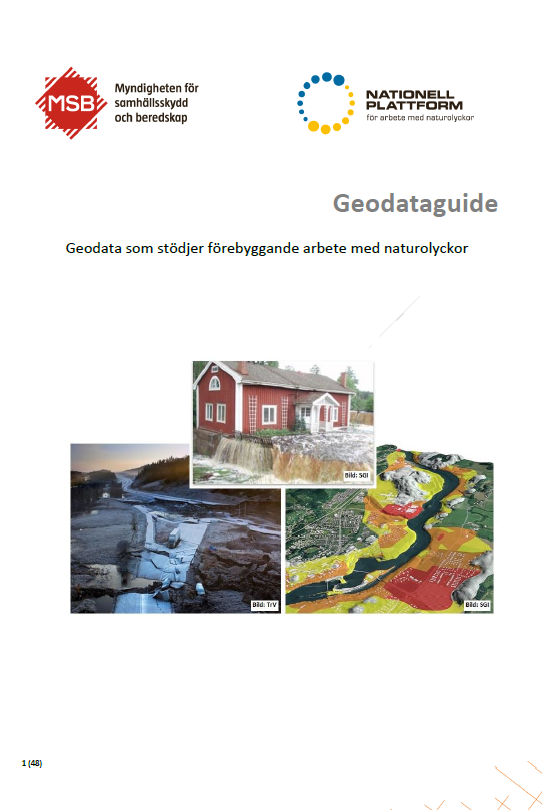 MSB
Myndigheten för
samhällsskydd
och beredskap
NATIONELL
PLATTFORM
för arbete med naturolyckor
Geodataguide
Geodata som stödjer förebyggande arbete med naturolyckor
Bild: SGI
Bild: TrV
Bild: SGI
1 (48)